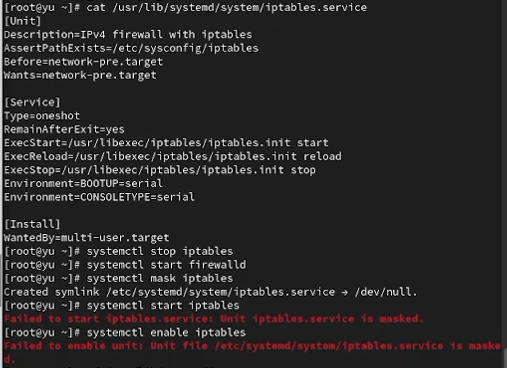 [root@yu ~]# cat /usr/lib/systemd/system/iptables.service
[Unit]
Description=IPv4 firewall with iptables
AssertPathExists=/etc/sysconfig/iptables
Before=network-pre.target
Wants=network-pre.target
[Service]
Type=oneshot
RemainAfterExit=yes
ExecStart=/usr/libexec/iptables/iptables.init start
ExecReload=/usr/libexec/iptables/iptables.init reload
ExecStop=/usr/libexec/iptables/iptables.init stop
Environment=BOOTUP=serial
Environment=CONSOLETYPE=serial
[Install]
WantedBy=multi-user.target
[root@yu ~]# systemctl stop iptables
[root@yu ~]# systemctl start firewalld
[root@yu ~]# systemctl mask iptables
Created symlink /etc/systemd/system/iptables.service → /dev/null.
[root@yu ~]# systemctl start iptables
Failed to start iptables.service: Unit iptables.service is masked.
[root@yu ~]# systemctl enable iptables
Failed to enable unit: Unit file /etc/systemd/system/iptables.service is maske
d.